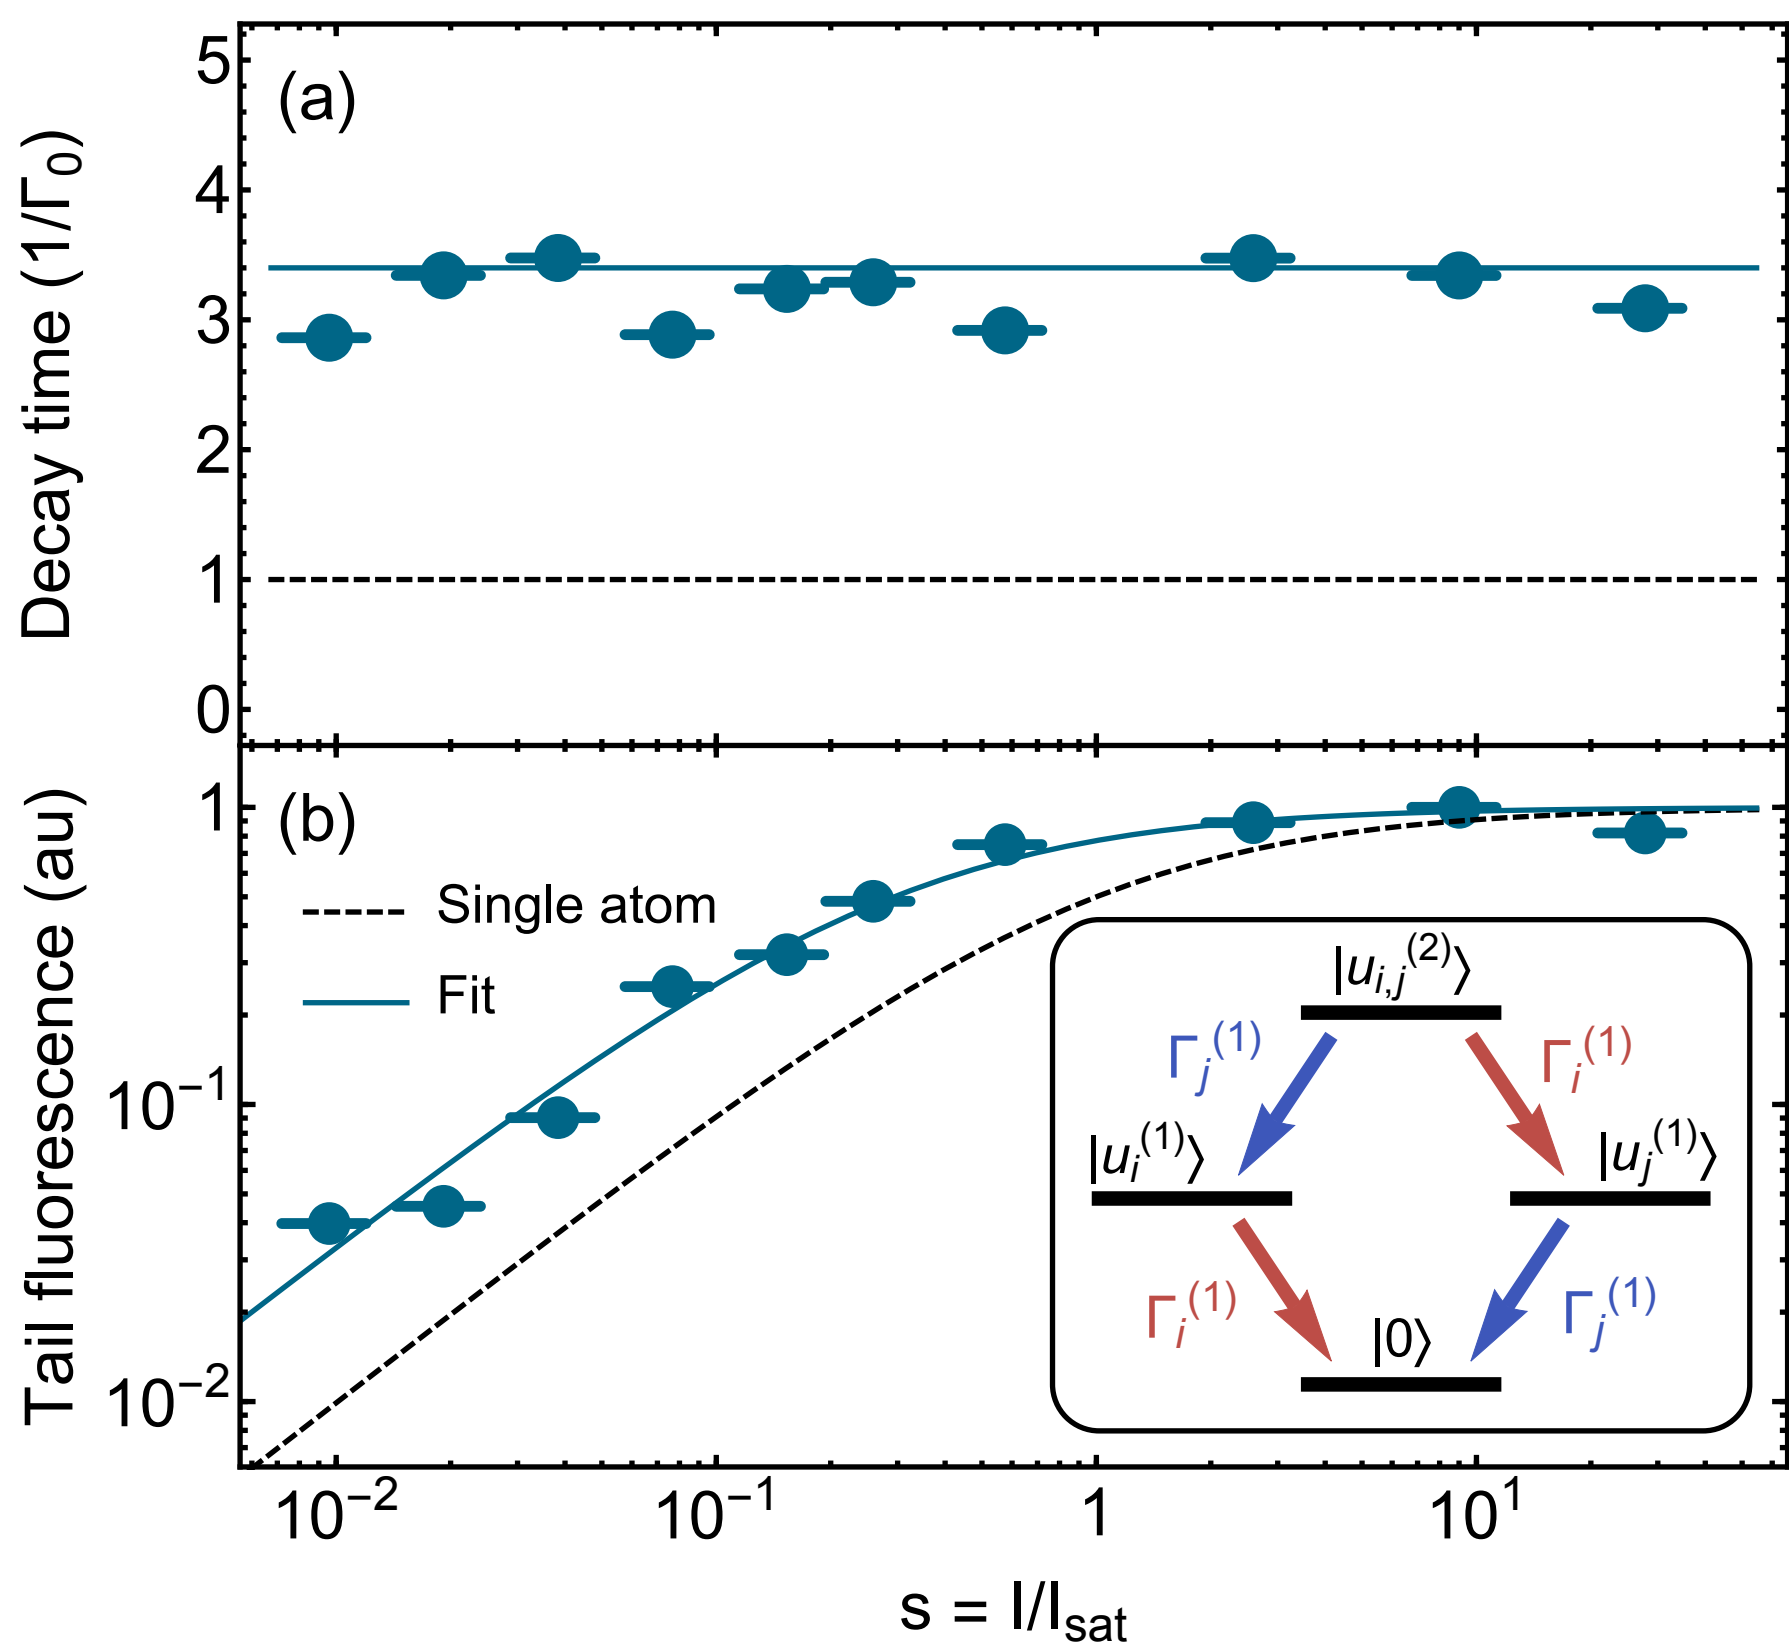 (a)
Decay time (1/Γ₀)
5
4
3
2
1
0
(b)
Tail fluorescence (au)
1
10⁻¹
10⁻²
Single atom
Fit
|uᵢ,ⱼ⁽²⁾⟩
Γⱼ⁽¹⁾ Γᵢ⁽¹⁾
|uᵢ⁽¹⁾⟩ |uⱼ⁽¹⁾⟩
Γᵢ⁽¹⁾ Γⱼ⁽¹⁾
|0⟩
10⁻² 10⁻¹ 1 10¹
s = I/Iₛₐₜ